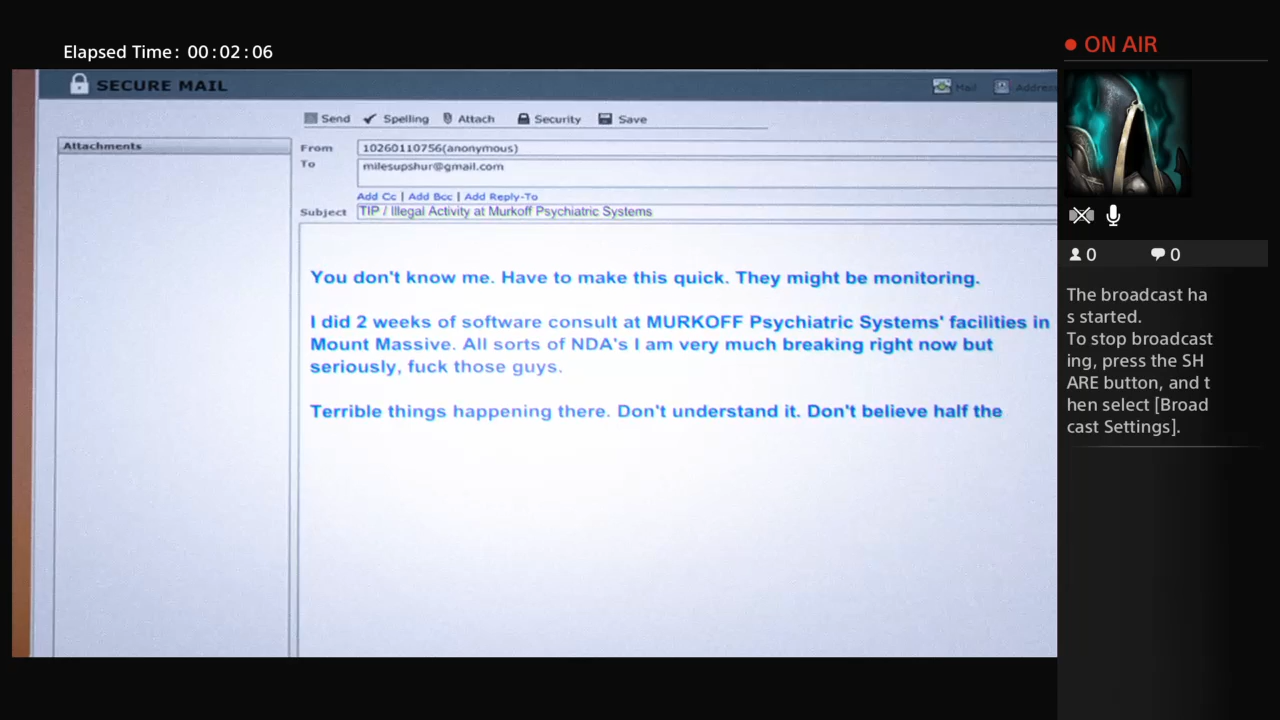 Elapsed Time: 00:02:06
ON AIR
SECURE MAIL
Mail
Address
Send Spelling Attach Security Save
Attachments
From 10260110756(anonymous)
To milesupshur@gmail.com
Add Cc | Add Bcc | Add Reply-To
Subject TIP / Illegal Activity at Murkoff Psychiatric Systems
You don't know me. Have to make this quick. They might be monitoring.
I did 2 weeks of software consult at MURKOFF Psychiatric Systems' facilities in
Mount Massive. All sorts of NDA's I am very much breaking right now but
seriously, fuck those guys.
Terrible things happening there. Don't understand it. Don't believe half the
0 0
The broadcast ha
s started.
To stop broadcast
ing, press the SH
ARE button, and t
hen select [Broad
cast Settings].